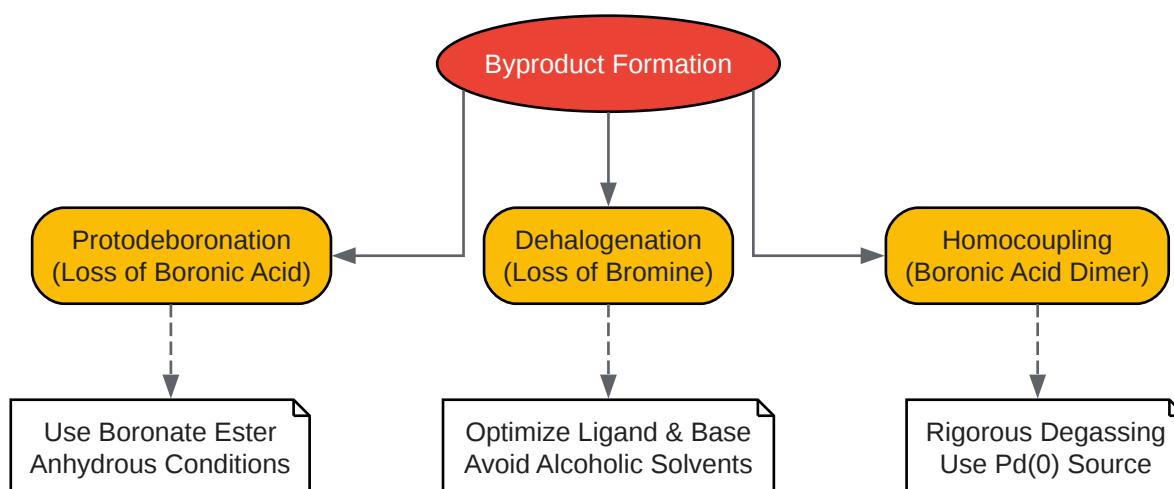 Byproduct Formation
Protodeboronation
(Loss of Boronic Acid)
Dehalogenation
(Loss of Bromine)
Homocoupling
(Boronic Acid Dimer)
Use Boronate Ester
Anhydrous Conditions
Optimize Ligand & Base
Avoid Alcoholic Solvents
Rigorous Degassing
Use Pd(0) Source